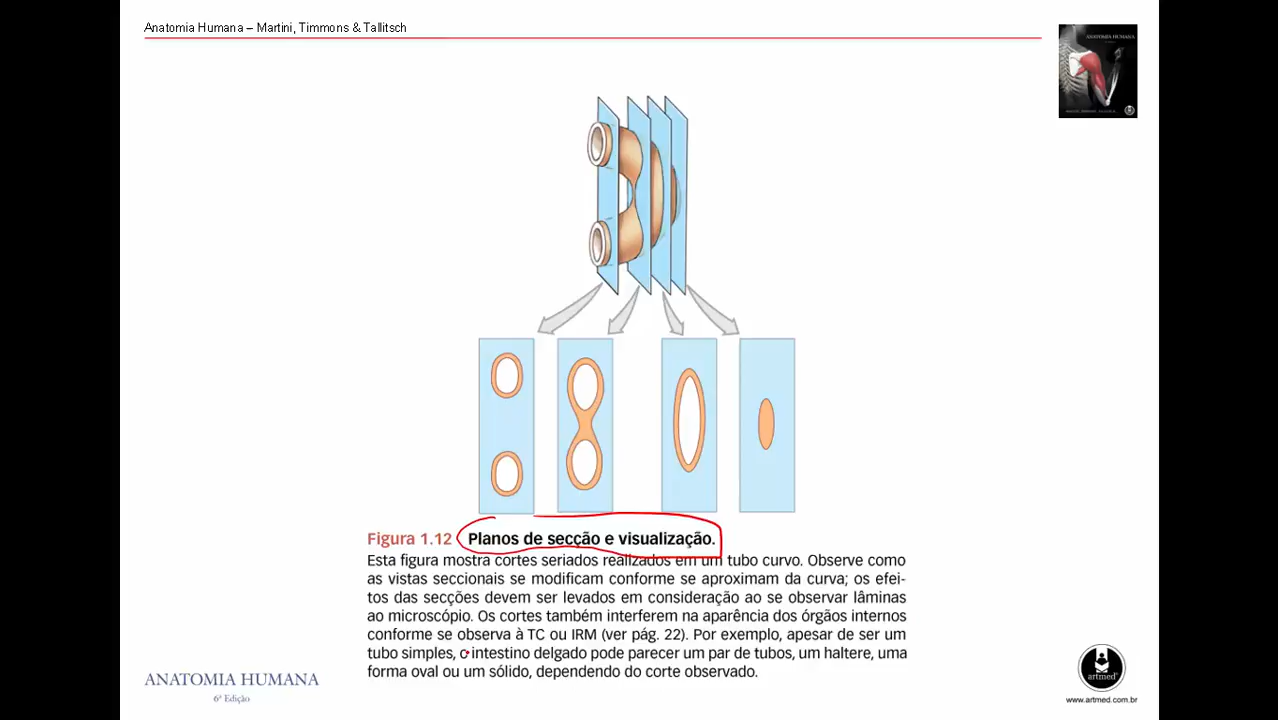 Anatomia Humana – Martini, Timmons & Tallitsch
ANATOMIA HUMANA
Figura 1.12 Planos de secção e visualização.
Esta figura mostra cortes seriados realizados em um tubo curvo. Observe como
as vistas seccionais se modificam conforme se aproximam da curva; os efei-
tos das secções devem ser levados em consideração ao se observar lâminas
ao microscópio. Os cortes também interferem na aparência dos órgãos internos
conforme se observa à TC ou IRM (ver pág. 22). Por exemplo, apesar de ser um
tubo simples, o intestino delgado pode parecer um par de tubos, um haltere, uma
forma oval ou um sólido, dependendo do corte observado.
ANATOMIA HUMANA
6ª Edição
artmed
www.artmed.com.br